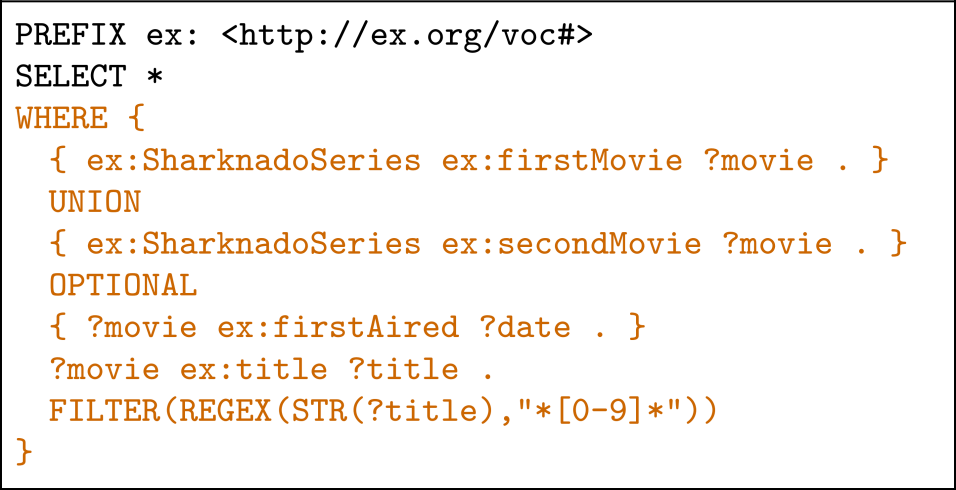 PREFIX ex: <http://ex.org/voc#>
SELECT *
WHERE {
  { ex:SharknadoSeries ex:firstMovie ?movie . }
  UNION
  { ex:SharknadoSeries ex:secondMovie ?movie . }
  OPTIONAL
  { ?movie ex:firstAired ?date . }
  ?movie ex:title ?title .
  FILTER(REGEX(STR(?title),"*[0-9]*"))
}